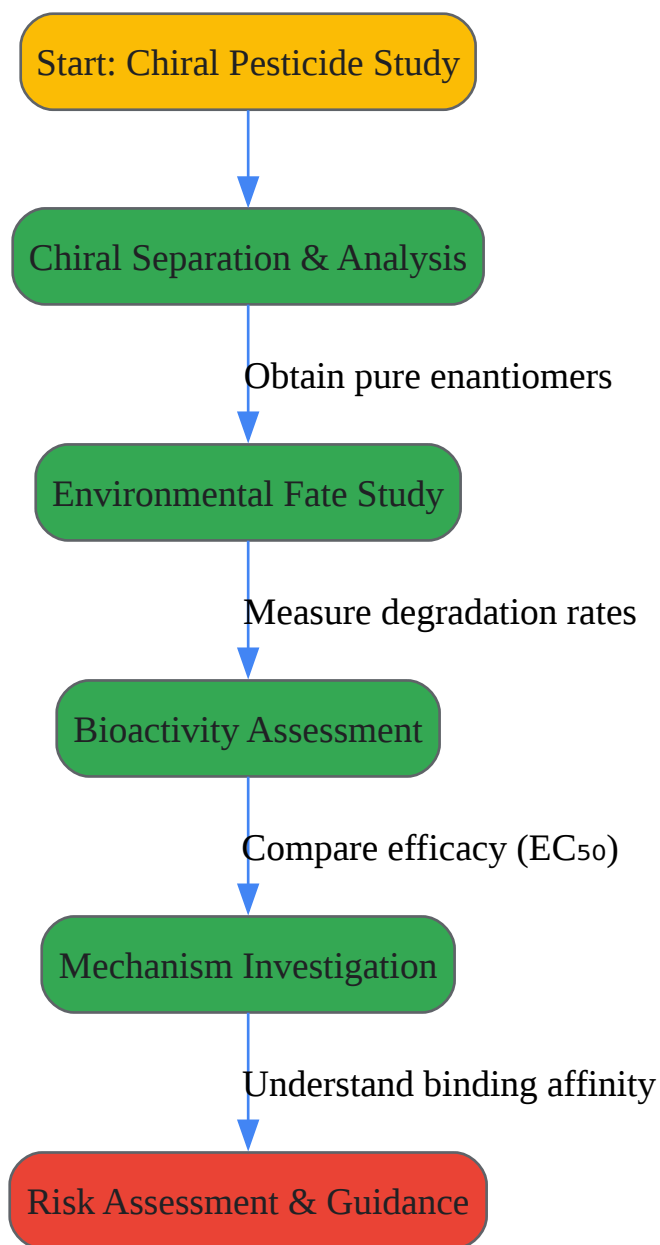 Start: Chiral Pesticide Study
Chiral Separation & Analysis
Obtain pure enantiomers
Environmental Fate Study
Measure degradation rates
Bioactivity Assessment
Compare efficacy (EC₅₀)
Mechanism Investigation
Understand binding affinity
Risk Assessment & Guidance